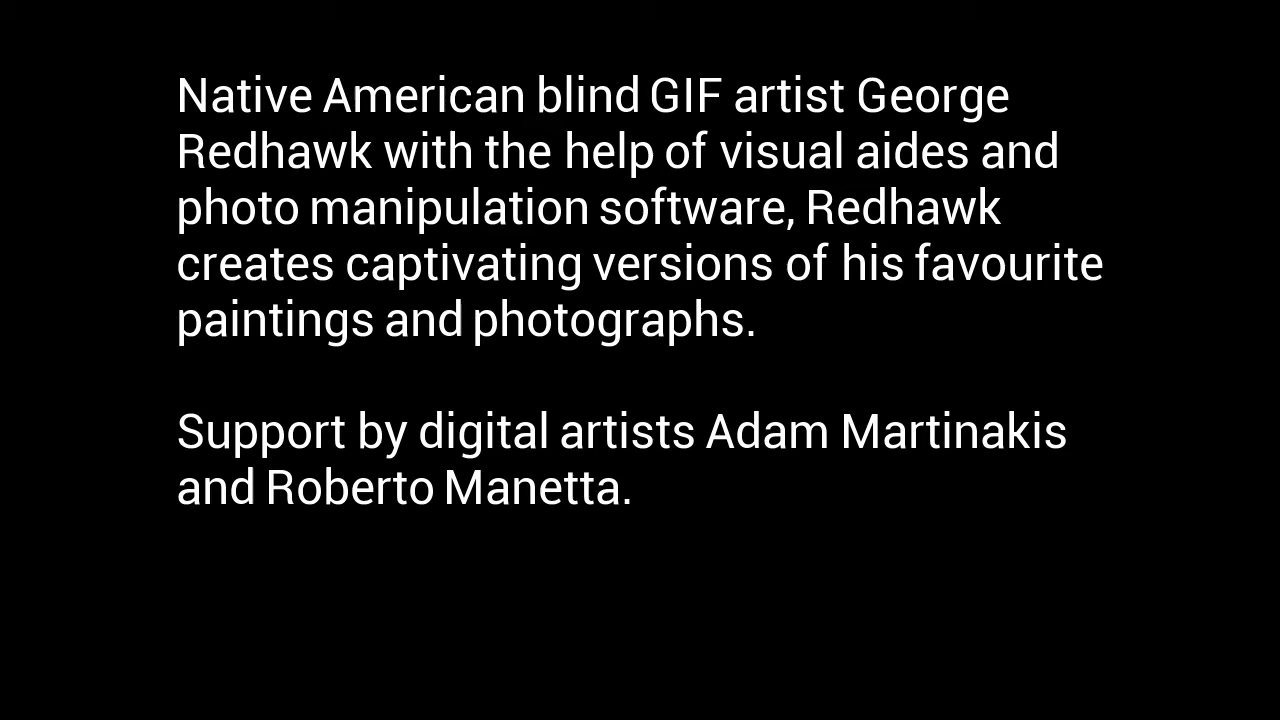 Native American blind GIF artist George
Redhawk with the help of visual aides and
photo manipulation software, Redhawk
creates captivating versions of his favourite
paintings and photographs.
Support by digital artists Adam Martinakis
and Roberto Manetta.